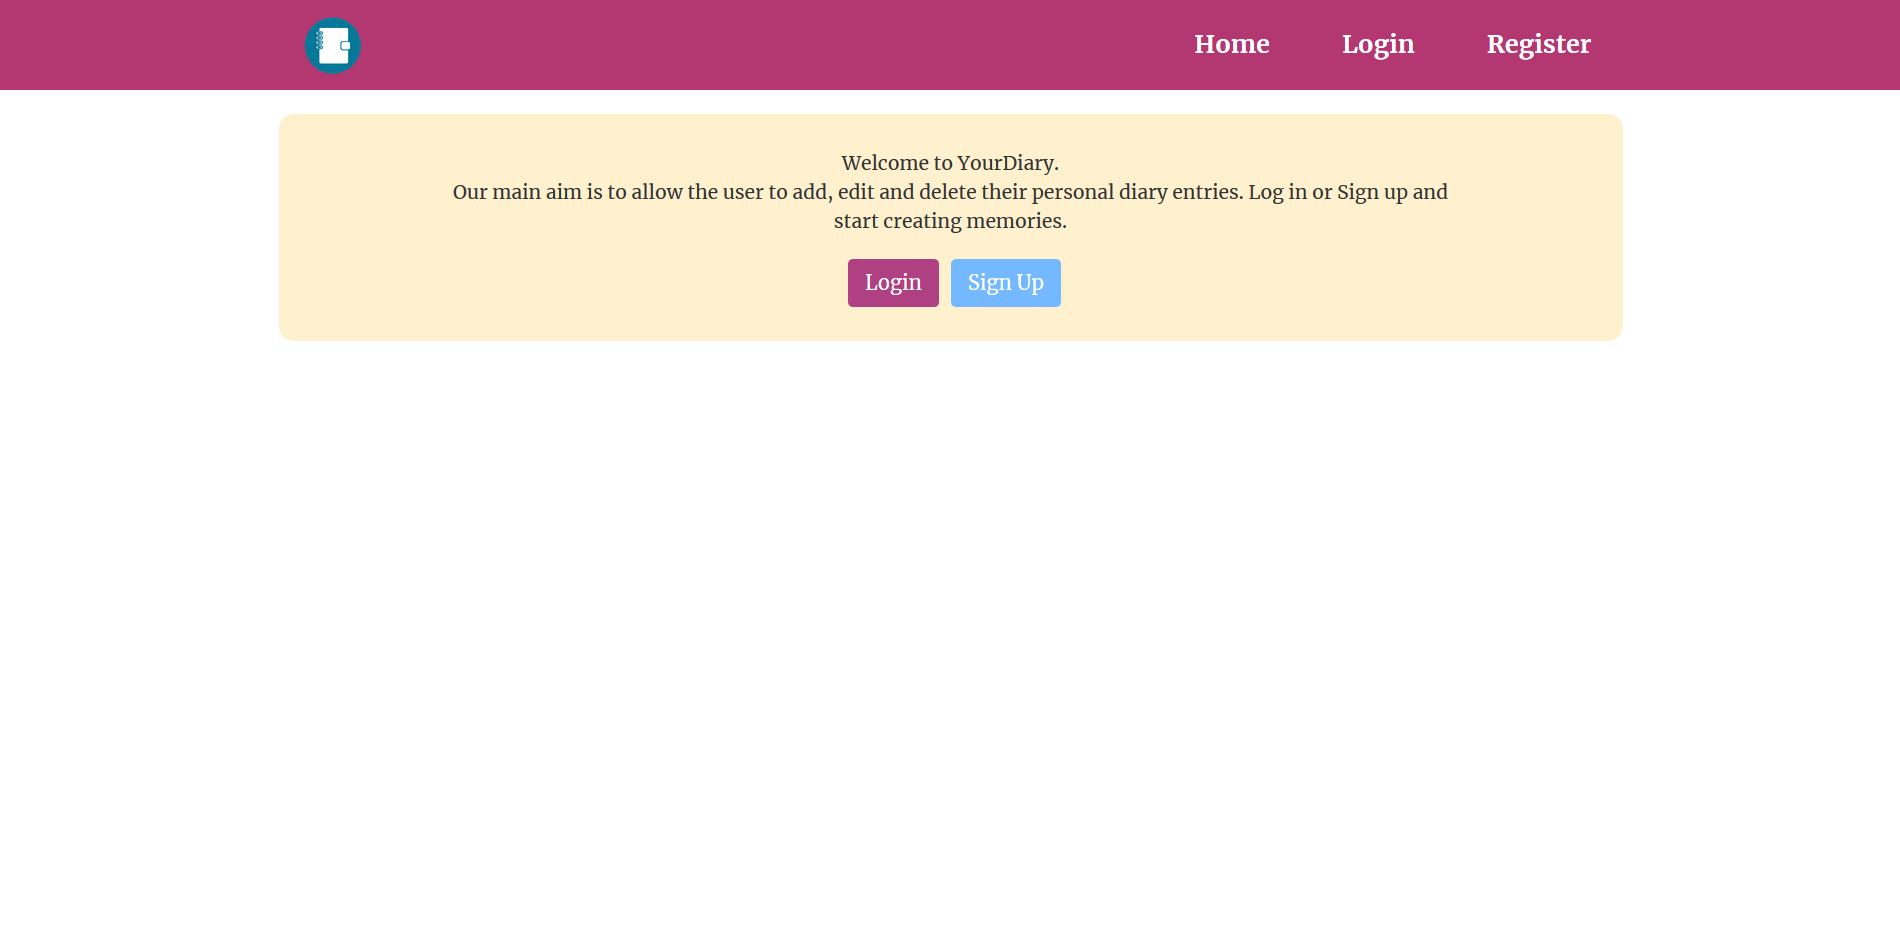 Home Login Register
Welcome to YourDiary.
Our main aim is to allow the user to add, edit and delete their personal diary entries. Log in or Sign up and
start creating memories.
Login Sign Up